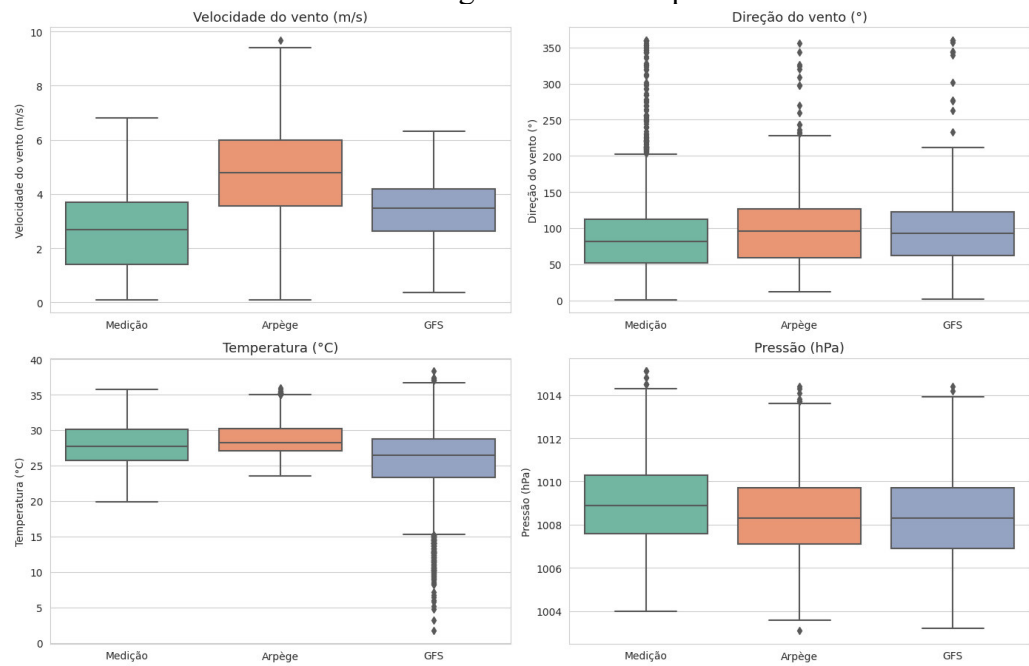 Velocidade do vento (m/s)
Velocidade do vento (m/s)
10
8
6
4
2
0
Medição Arpège GFS
Direção do vento (°)
Direção do vento (°)
350
300
250
200
150
100
50
0
Medição Arpège GFS
Temperatura (°C)
Temperatura (°C)
40
35
30
25
20
15
10
5
0
Medição Arpège GFS
Pressão (hPa)
Pressão (hPa)
1014
1012
1010
1008
1006
1004
Medição Arpège GFS